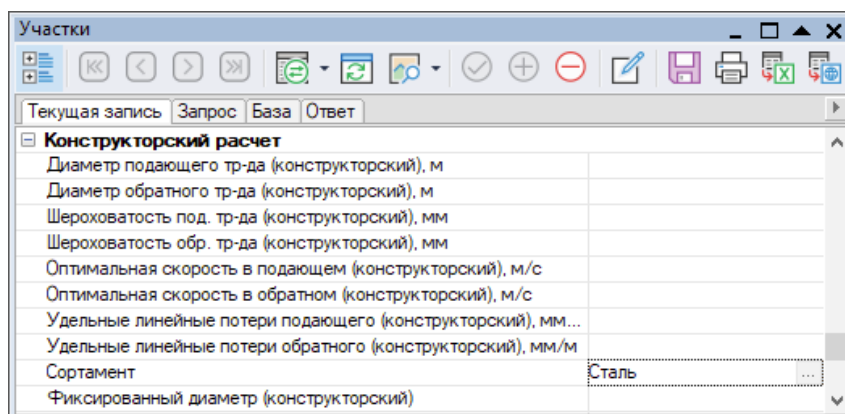 Участки
Текущая запись Запрос База Ответ
Конструкторский расчет
Диаметр подающего тр-да (конструкторский), м
Диаметр обратного тр-да (конструкторский), м
Шероховатость под. тр-да (конструкторский), мм
Шероховатость обр. тр-да (конструкторский), мм
Оптимальная скорость в подающем (конструкторский), м/с
Оптимальная скорость в обратном (конструкторский), м/с
Удельные линейные потери подающего (конструкторский), мм...
Удельные линейные потери обратного (конструкторский), мм/м
Сортамент Сталь ...
Фиксированный диаметр (конструкторский)